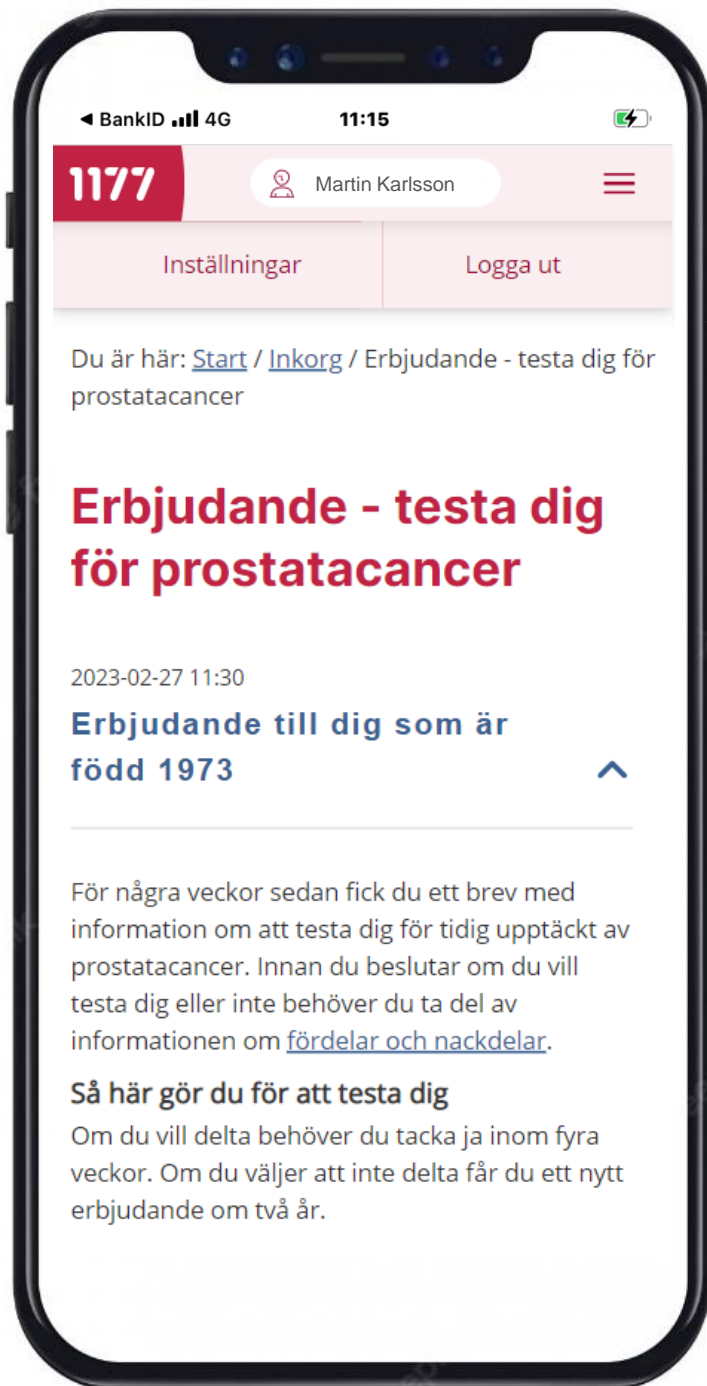 BankID 4G 11:15
1177 Martin Karlsson
Inställningar Logga ut
Du är här: Start / Inkorg / Erbjudande - testa dig för
prostatacancer
Erbjudande - testa dig
för prostatacancer
2023-02-27 11:30
Erbjudande till dig som är
född 1973
För några veckor sedan fick du ett brev med
information om att testa dig för tidig upptäckt av
prostatacancer. Innan du beslutar om du vill
testa dig eller inte behöver du ta del av
informationen om fördelar och nackdelar.
Så här gör du för att testa dig
Om du vill delta behöver du tacka ja inom fyra
veckor. Om du väljer att inte delta får du ett nytt
erbjudande om två år.